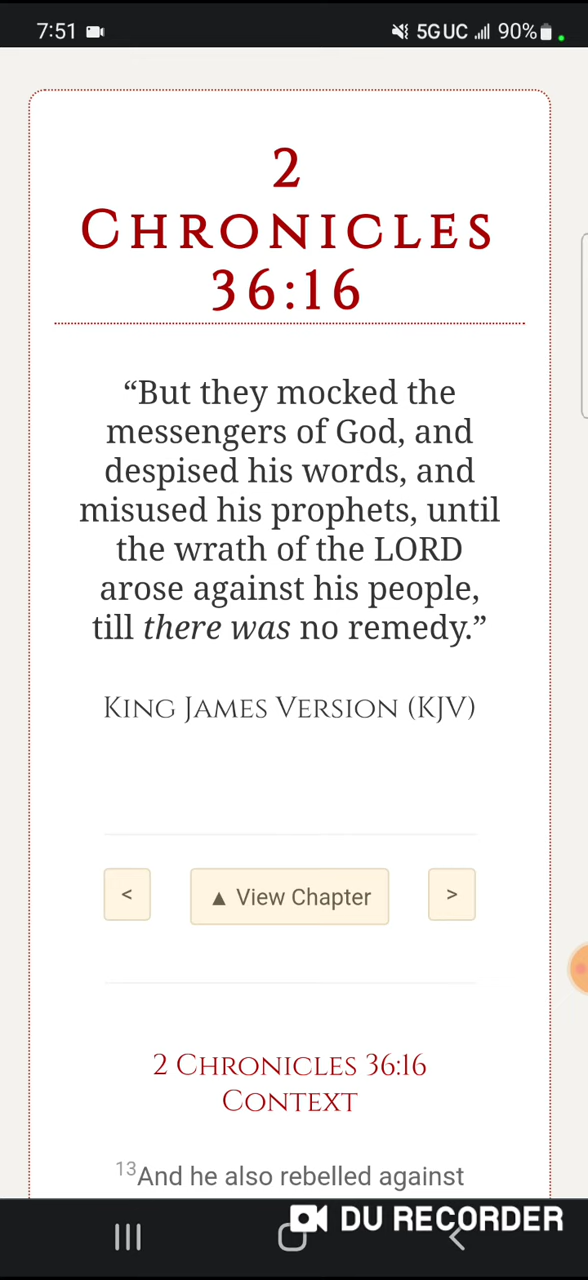 7:51 5GUC 90%
2
CHRONICLES
36:16
“But they mocked the
messengers of God, and
despised his words, and
misused his prophets, until
the wrath of the LORD
arose against his people,
till there was no remedy.”
KING JAMES VERSION (KJV)
< ▲ View Chapter >
2 CHRONICLES 36:16
CONTEXT
13And he also rebelled against
DU RECORDER